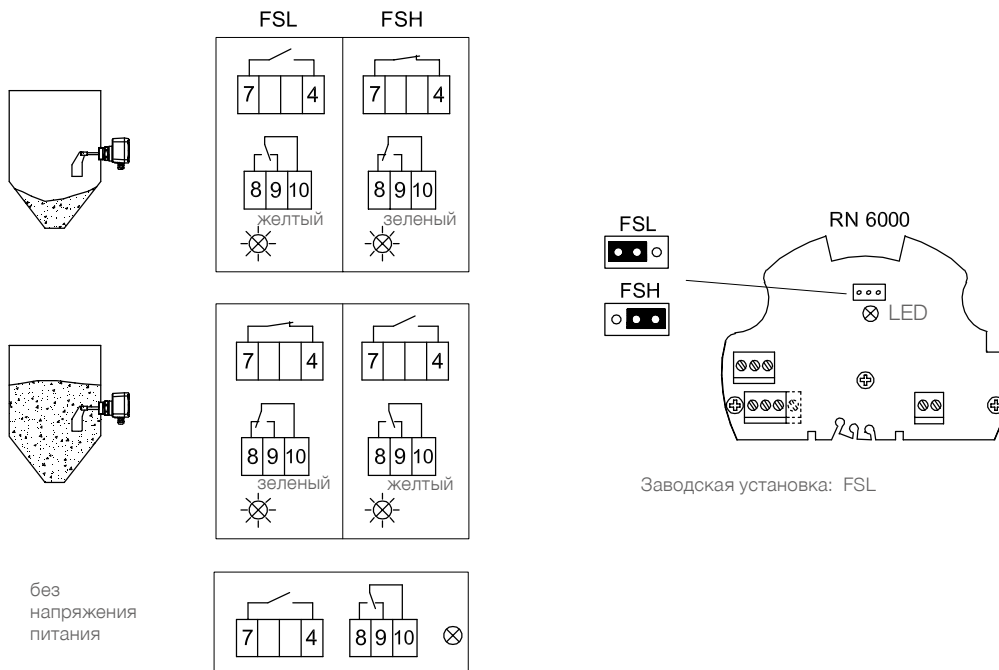 FSL FSH
7 4 7 4
8 9 10 8 9 10
желтый зеленый
7 4 7 4
8 9 10 8 9 10
зеленый желтый
без
напряжения
питания
7 4 8 9 10
RN 6000
FSL
FSH
LED
Заводская установка: FSL